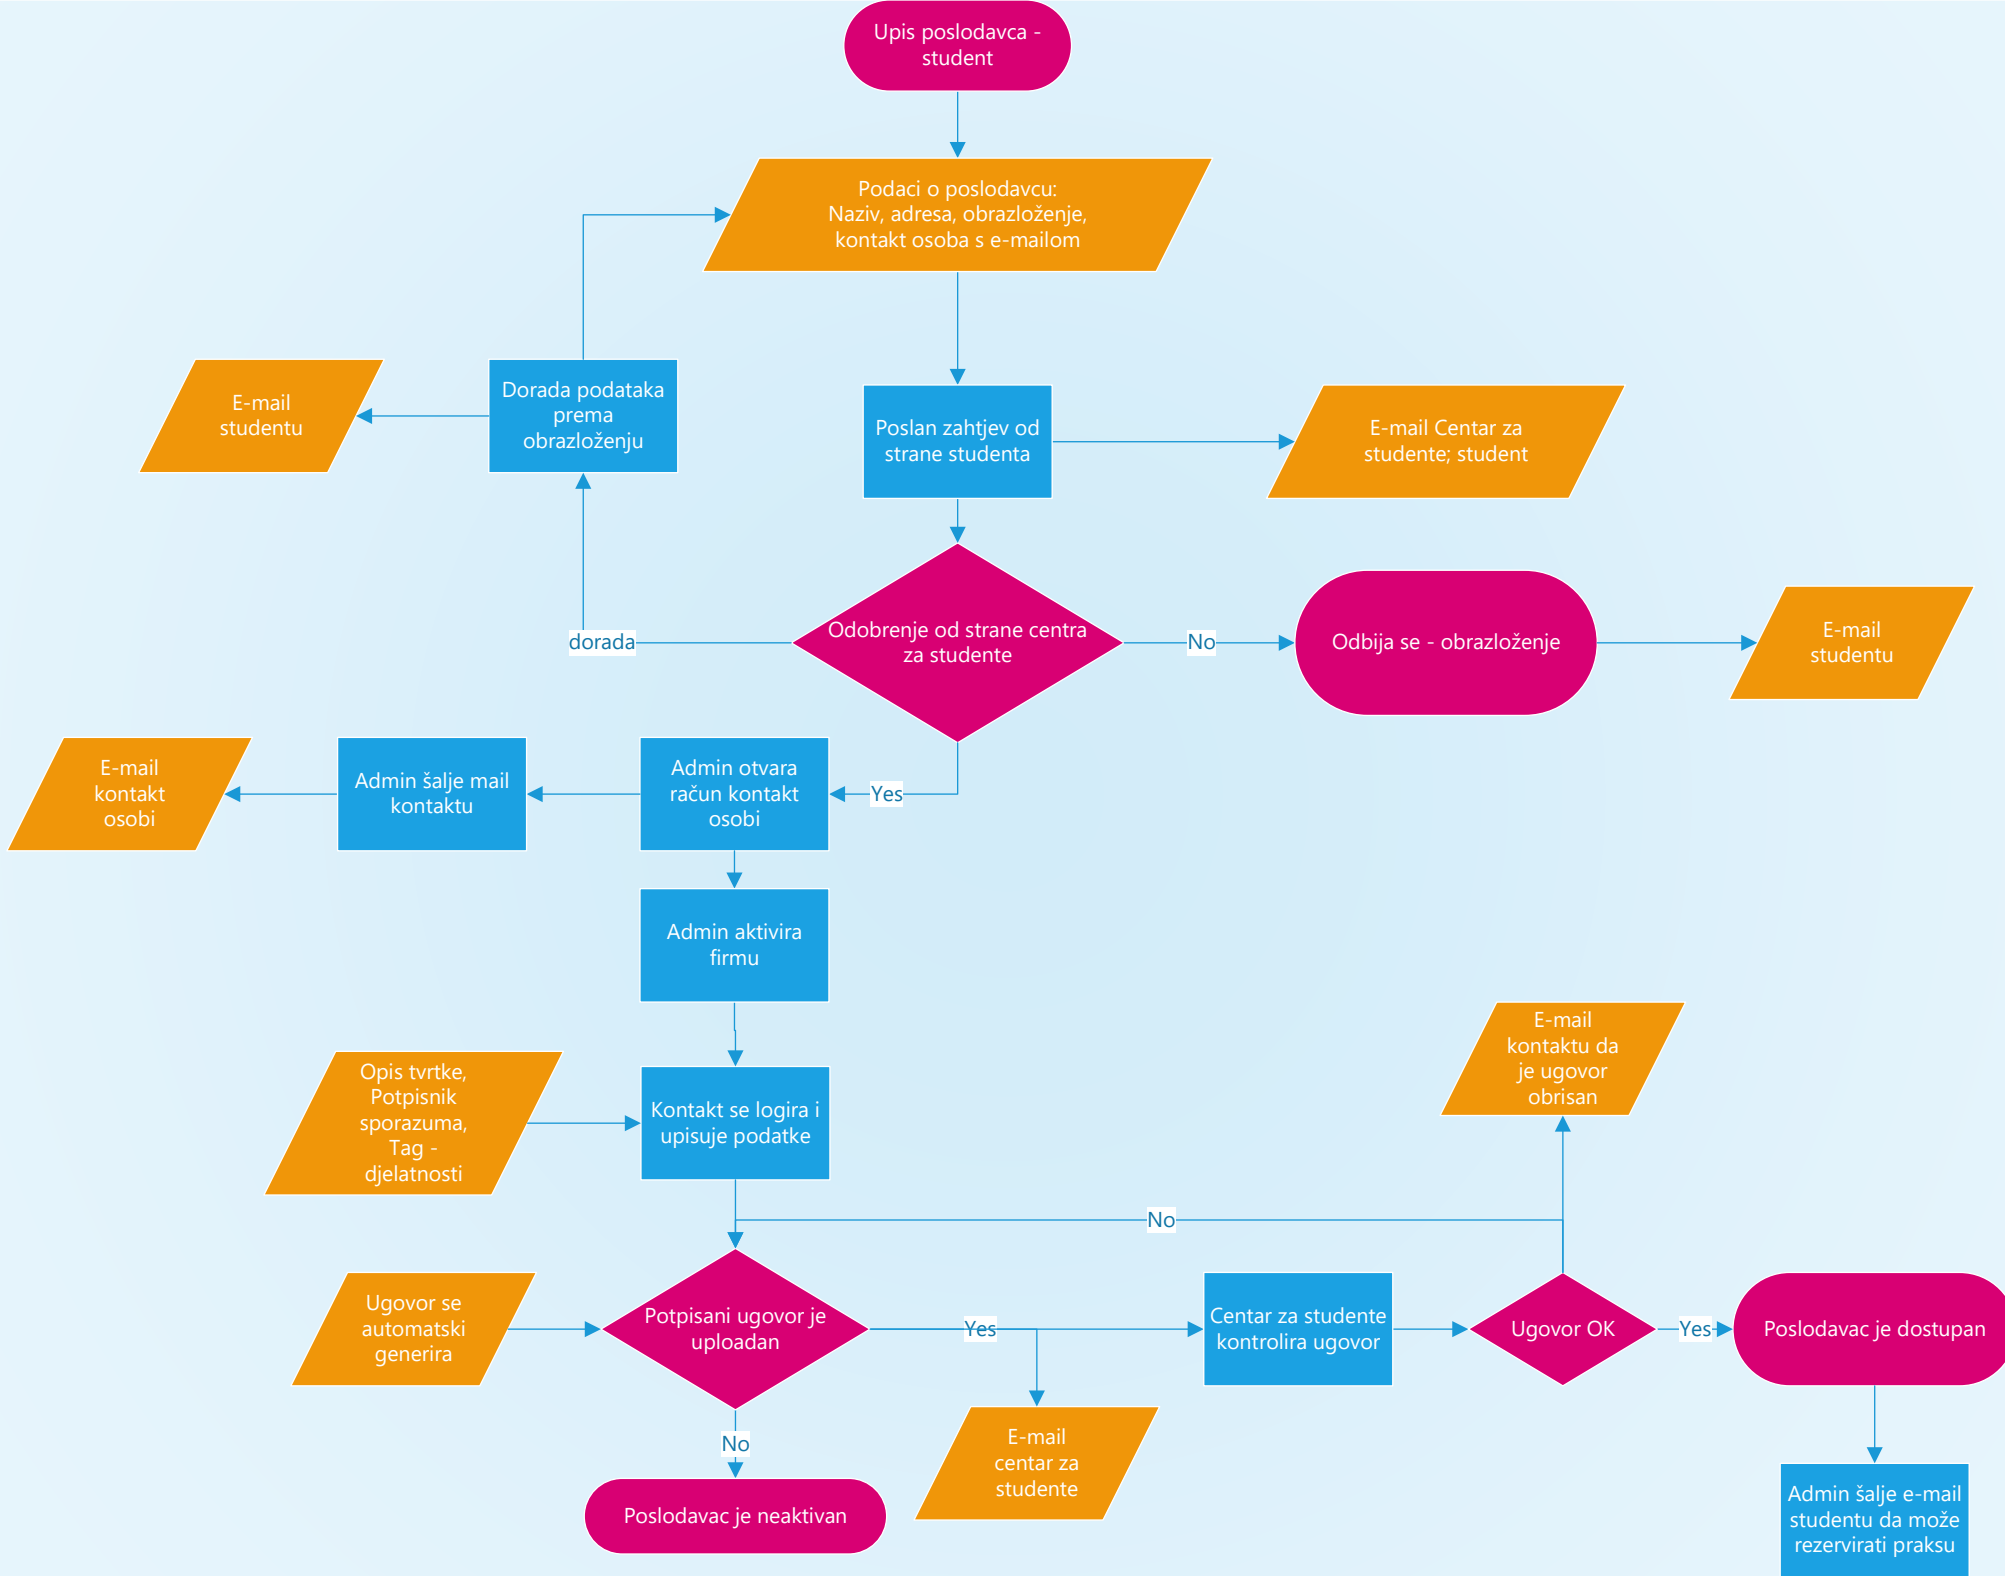 Upis poslodavca -
student
Podaci o poslodavcu:
Naziv, adresa, obrazloženje,
kontakt osoba s e-mailom
E-mail
studentu
Dorada podataka
prema
obrazloženju
Poslan zahtjev od
strane studenta
E-mail Centar za
studente; student
dorada
Odobrenje od strane centra
za studente
No
Odbija se - obrazloženje
E-mail
studentu
E-mail
kontakt
osobi
Admin šalje mail
kontaktu
Admin otvara
račun kontakt
osobi
Yes
Admin aktivira
firmu
Opis tvrtke,
Potpisnik
sporazuma,
Tag -
djelatnosti
Kontakt se logira i
upisuje podatke
E-mail
kontaktu da
je ugovor
obrisan
No
Ugovor se
automatski
generira
Potpisani ugovor je
uploadan
Yes
Centar za studente
kontrolira ugovor
Ugovor OK
Yes
Poslodavac je dostupan
No
E-mail
centar za
studente
Poslodavac je neaktivan
Admin šalje e-mail
studentu da može
rezervirati praksu